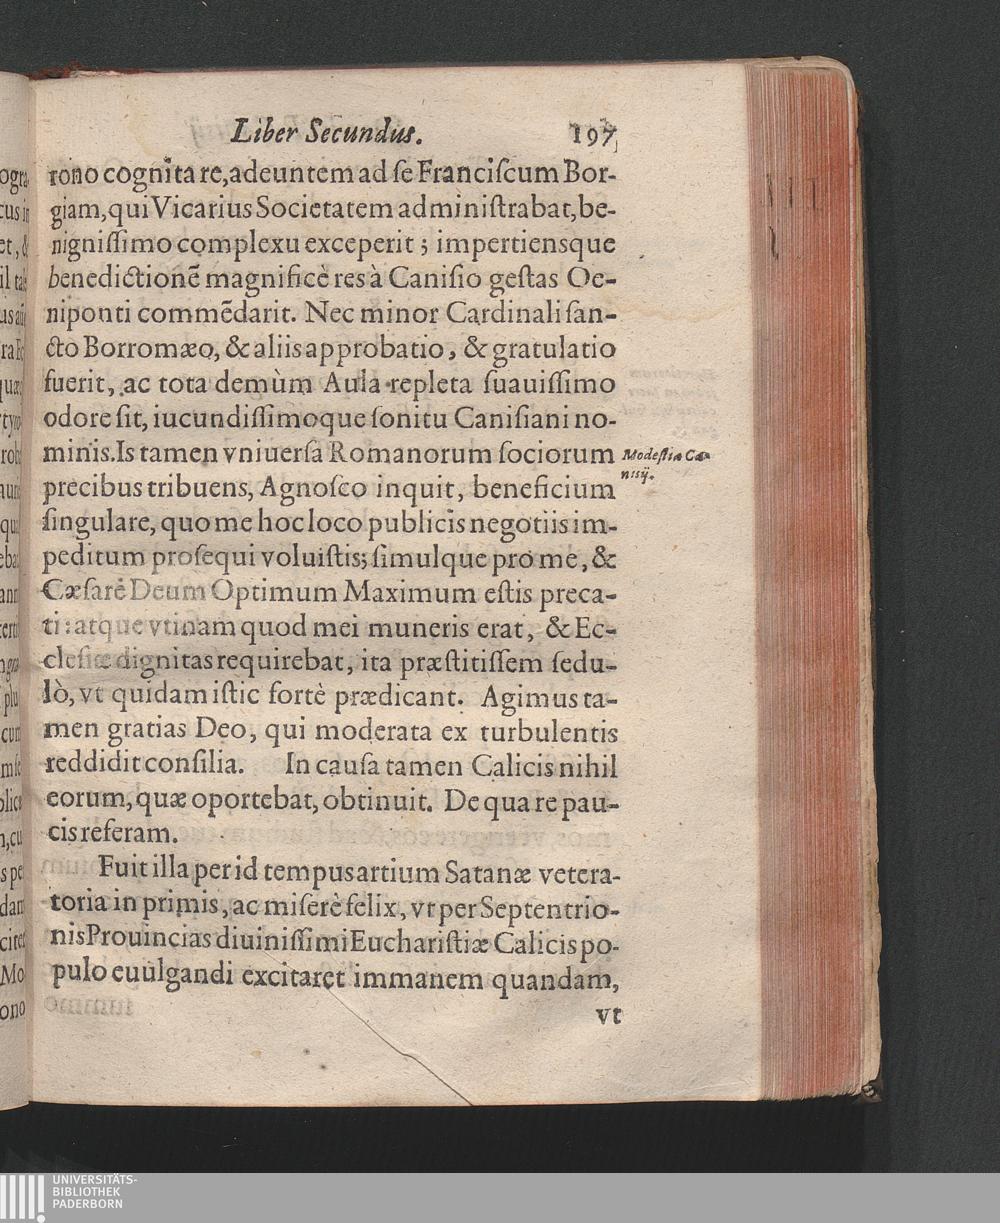 Liber Secundus. 197
rono cognita re, adeuntem ad ſe Franciſcum Bor-
giam, qui Vicarius Societatem adminiſtrabat, be-
nigniſſimo complexu exceperit; impertiensque
benedictionē magnificè res à Caniſio geſtas Oe-
niponti commēdarit. Nec minor Cardinali ſan-
cto Borromæo, & aliis approbatio, & gratulatio
fuerit, ac tota demùm Aula repleta ſuauiſſimo
odore ſit, iucundiſſimoque ſonitu Caniſiani no-
minis. Is tamen vniuerſa Romanorum ſociorum
Modeſtia Ca-
niſij.
precibus tribuens, Agnoſco inquit, beneficium
ſingulare, quo me hoc loco publicis negotiis im-
peditum proſequi voluiſtis; ſimulque pro me, &
Cæſarē Deum Optimum Maximum eſtis preca-
ti: atque vtinam quod mei muneris erat, & Ec-
cleſiæ dignitas requirebat, ita præſtitiſſem ſedu-
lò, vt quidam iſtic fortè prædicant. Agimus ta-
men gratias Deo, qui moderata ex turbulentis
reddidit conſilia. In cauſa tamen Calicis nihil
eorum, quæ oportebat, obtinuit. De qua re pau-
cis referam.
Fuit illa per id tempus artium Satanæ vetera-
toria in primis, ac miſerè felix, vt per Septentrio-
nis Prouincias diuiniſſimi Euchariſtiæ Calicis po-
pulo euulgandi excitaret immanem quandam,
vt
UNIVERSITÄTS-
BIBLIOTHEK
PADERBORN